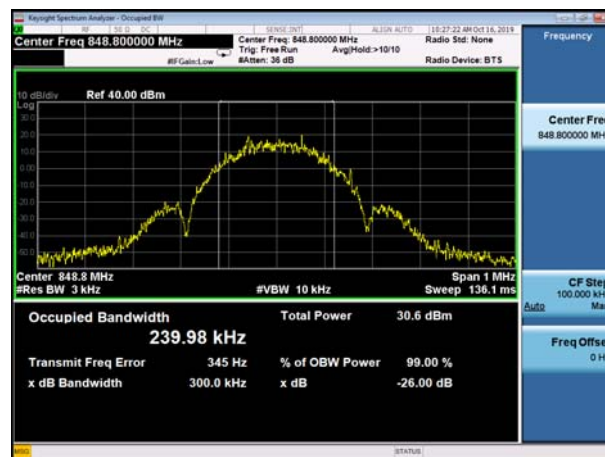 Keysight Spectrum Analyzer - Occupied BW
RF 50 Ω DC SENSE:INT ALIGN AUTO 10:27:22 AM Oct 16, 2019
Center Freq 848.800000 MHz
Center Freq: 848.800000 MHz
Radio Std: None
Trig: Free Run Avg|Hold:>10/10
#IFGain:Low #Atten: 36 dB Radio Device: BTS
10 dB/div Ref 40.00 dBm
Log
30.0
20.0
10.0
0.00
-10.0
-20.0
-30.0
-40.0
50.0
Center 848.8 MHz Span 1 MHz
#Res BW 3 kHz #VBW 10 kHz Sweep 136.1 ms
Occupied Bandwidth Total Power 30.6 dBm
239.98 kHz
Transmit Freq Error 345 Hz % of OBW Power 99.00 %
x dB Bandwidth 300.0 kHz x dB -26.00 dB
MSG STATUS
Frequency
Center Fre
848.800000 MH
CF Step
100.000 kH
Auto Ma
Freq Offse
0 H